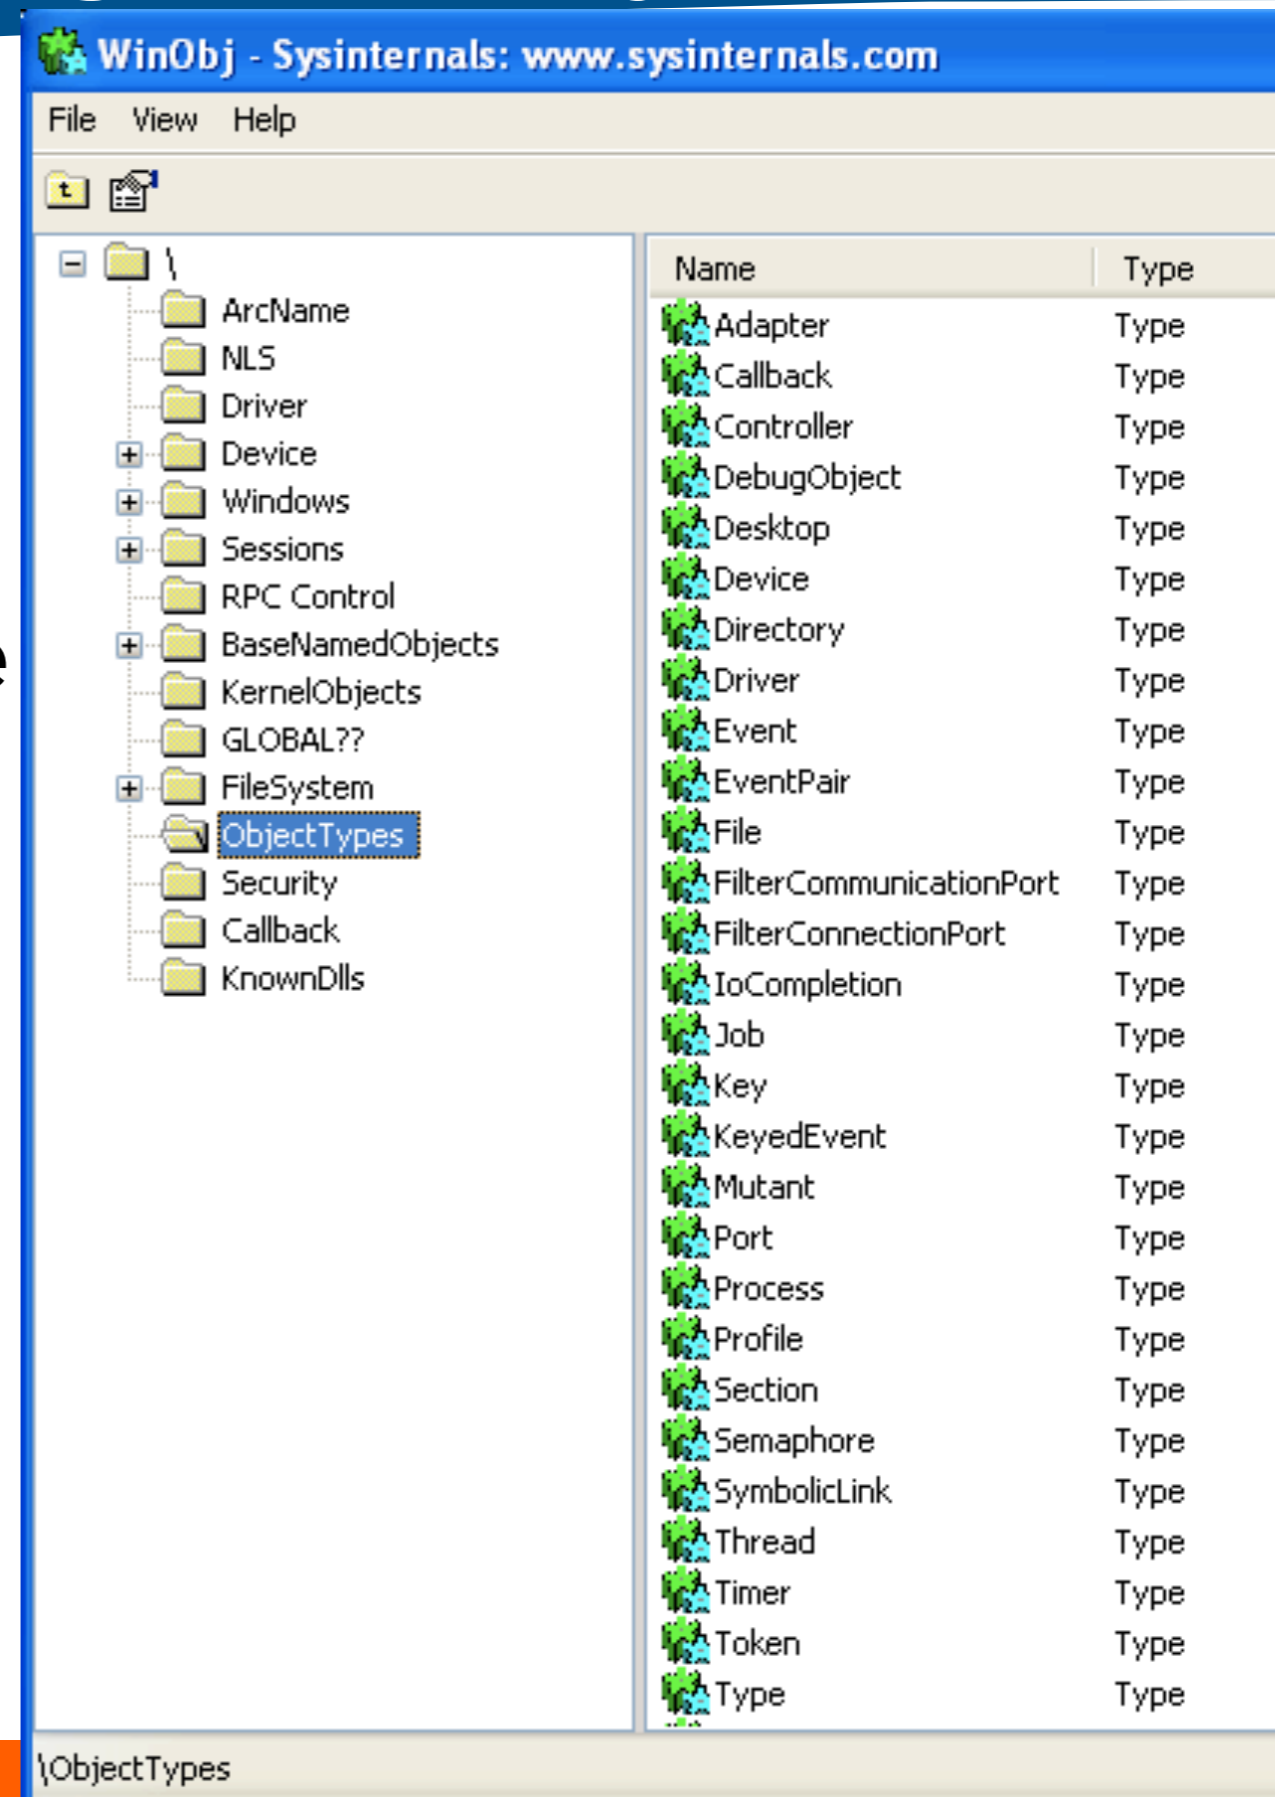 WinObj - Sysinternals: www.sysinternals.com
File View Help
\
ArcName
NLS
Driver
Device
Windows
Sessions
RPC Control
BaseNamedObjects
KernelObjects
GLOBAL??
FileSystem
ObjectTypes
Security
Callback
KnownDlls
Name Type
Adapter Type
Callback Type
Controller Type
DebugObject Type
Desktop Type
Device Type
Directory Type
Driver Type
Event Type
EventPair Type
File Type
FilterCommunicationPort Type
FilterConnectionPort Type
IoCompletion Type
Job Type
Key Type
KeyedEvent Type
Mutant Type
Port Type
Process Type
Profile Type
Section Type
Semaphore Type
SymbolicLink Type
Thread Type
Timer Type
Token Type
Type Type
\ObjectTypes